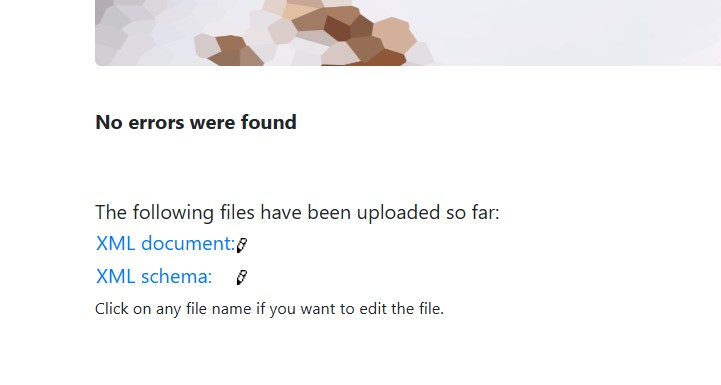 No errors were found
The following files have been uploaded so far:
XML document:
XML schema:
Click on any file name if you want to edit the file.